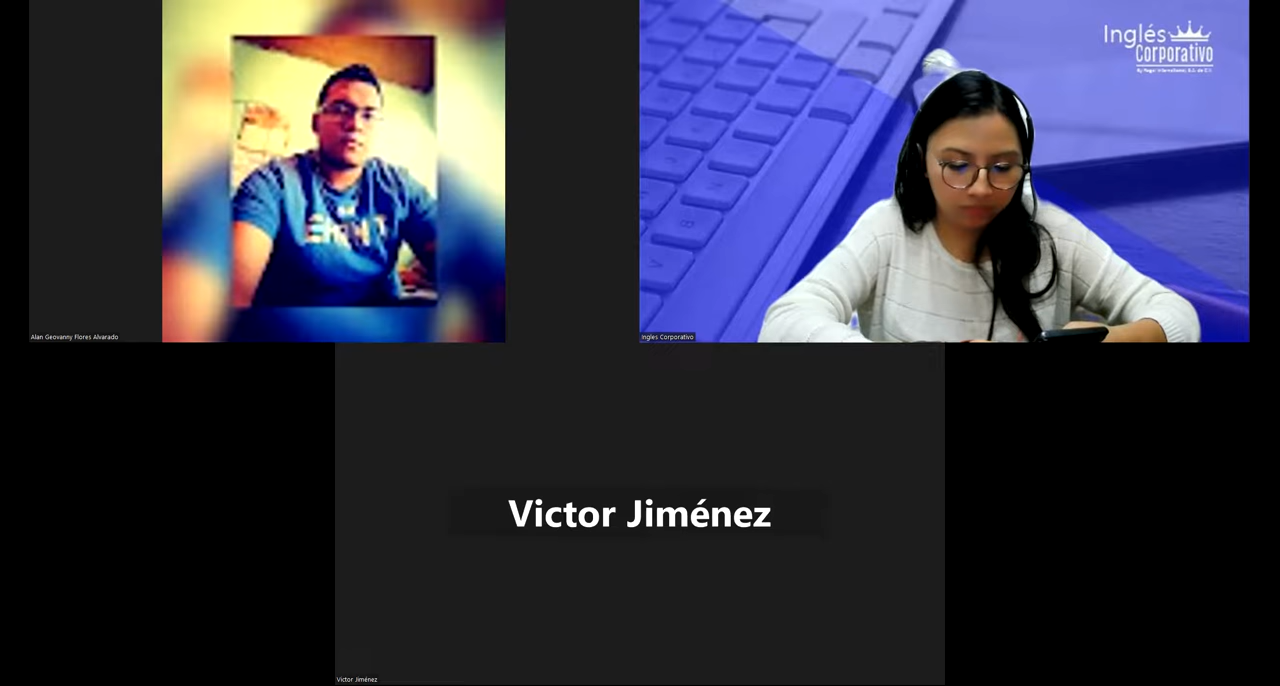 Inglés
Corporativo
Alan Geovanny Flores Alvarado
Ingles Corporativo
Victor Jiménez
Victor Jiménez